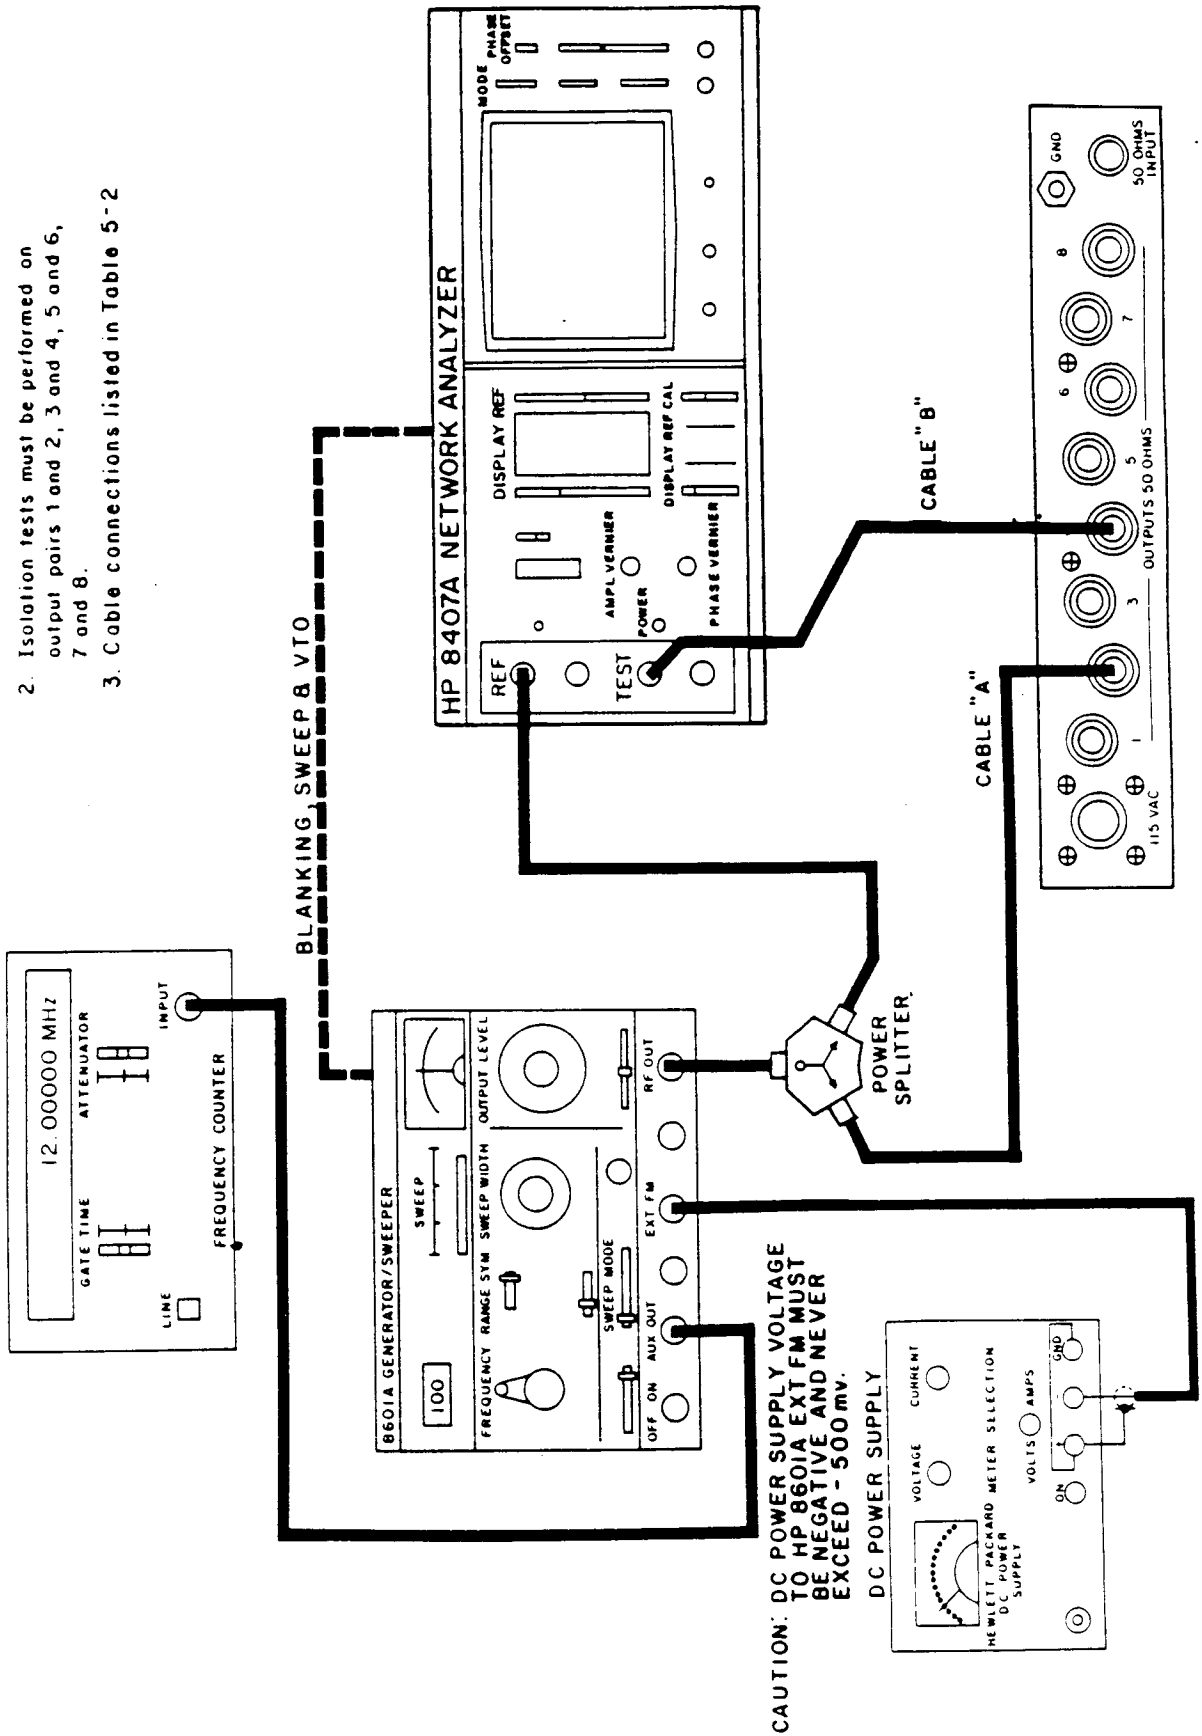 2. Isolation tests must be performed on
output pairs 1 and 2, 3 and 4, 5 and 6,
7 and 8.
3. Cable connections listed in Table 5-2
12.00000 MHz
GATE TIME
ATTENUATOR
LINE
INPUT
FREQUENCY COUNTER
BLANKING, SWEEP & VTO
8601A GENERATOR/SWEEPER
100
SWEEP
FREQUENCY RANGE SYM SWEEP WIDTH OUTPUT LEVEL
SWEEP MODE
OFF ON AUX OUT EXT FM RF OUT
HP 8407A NETWORK ANALYZER
REF
TEST
DISPLAY REF
MODE PHASE
OFFSET
AMPL VERNIER
POWER
DISPLAY REF CAL
PHASE VERNIER
POWER
SPLITTER.
CAUTION: DC POWER SUPPLY VOLTAGE
TO HP 8601A EXT FM MUST
BE NEGATIVE AND NEVER
EXCEED - 500 mv.
DC POWER SUPPLY
VOLTAGE CURRENT
HEWLETT PACKARD METER SELECTION
DC POWER
SUPPLY
VOLTS AMPS
ON
GND
CABLE "A"
CABLE "B"
115 VAC
1
3
5
6
7
8
GND
OUTPUTS 50 OHMS
50 OHMS
INPUT